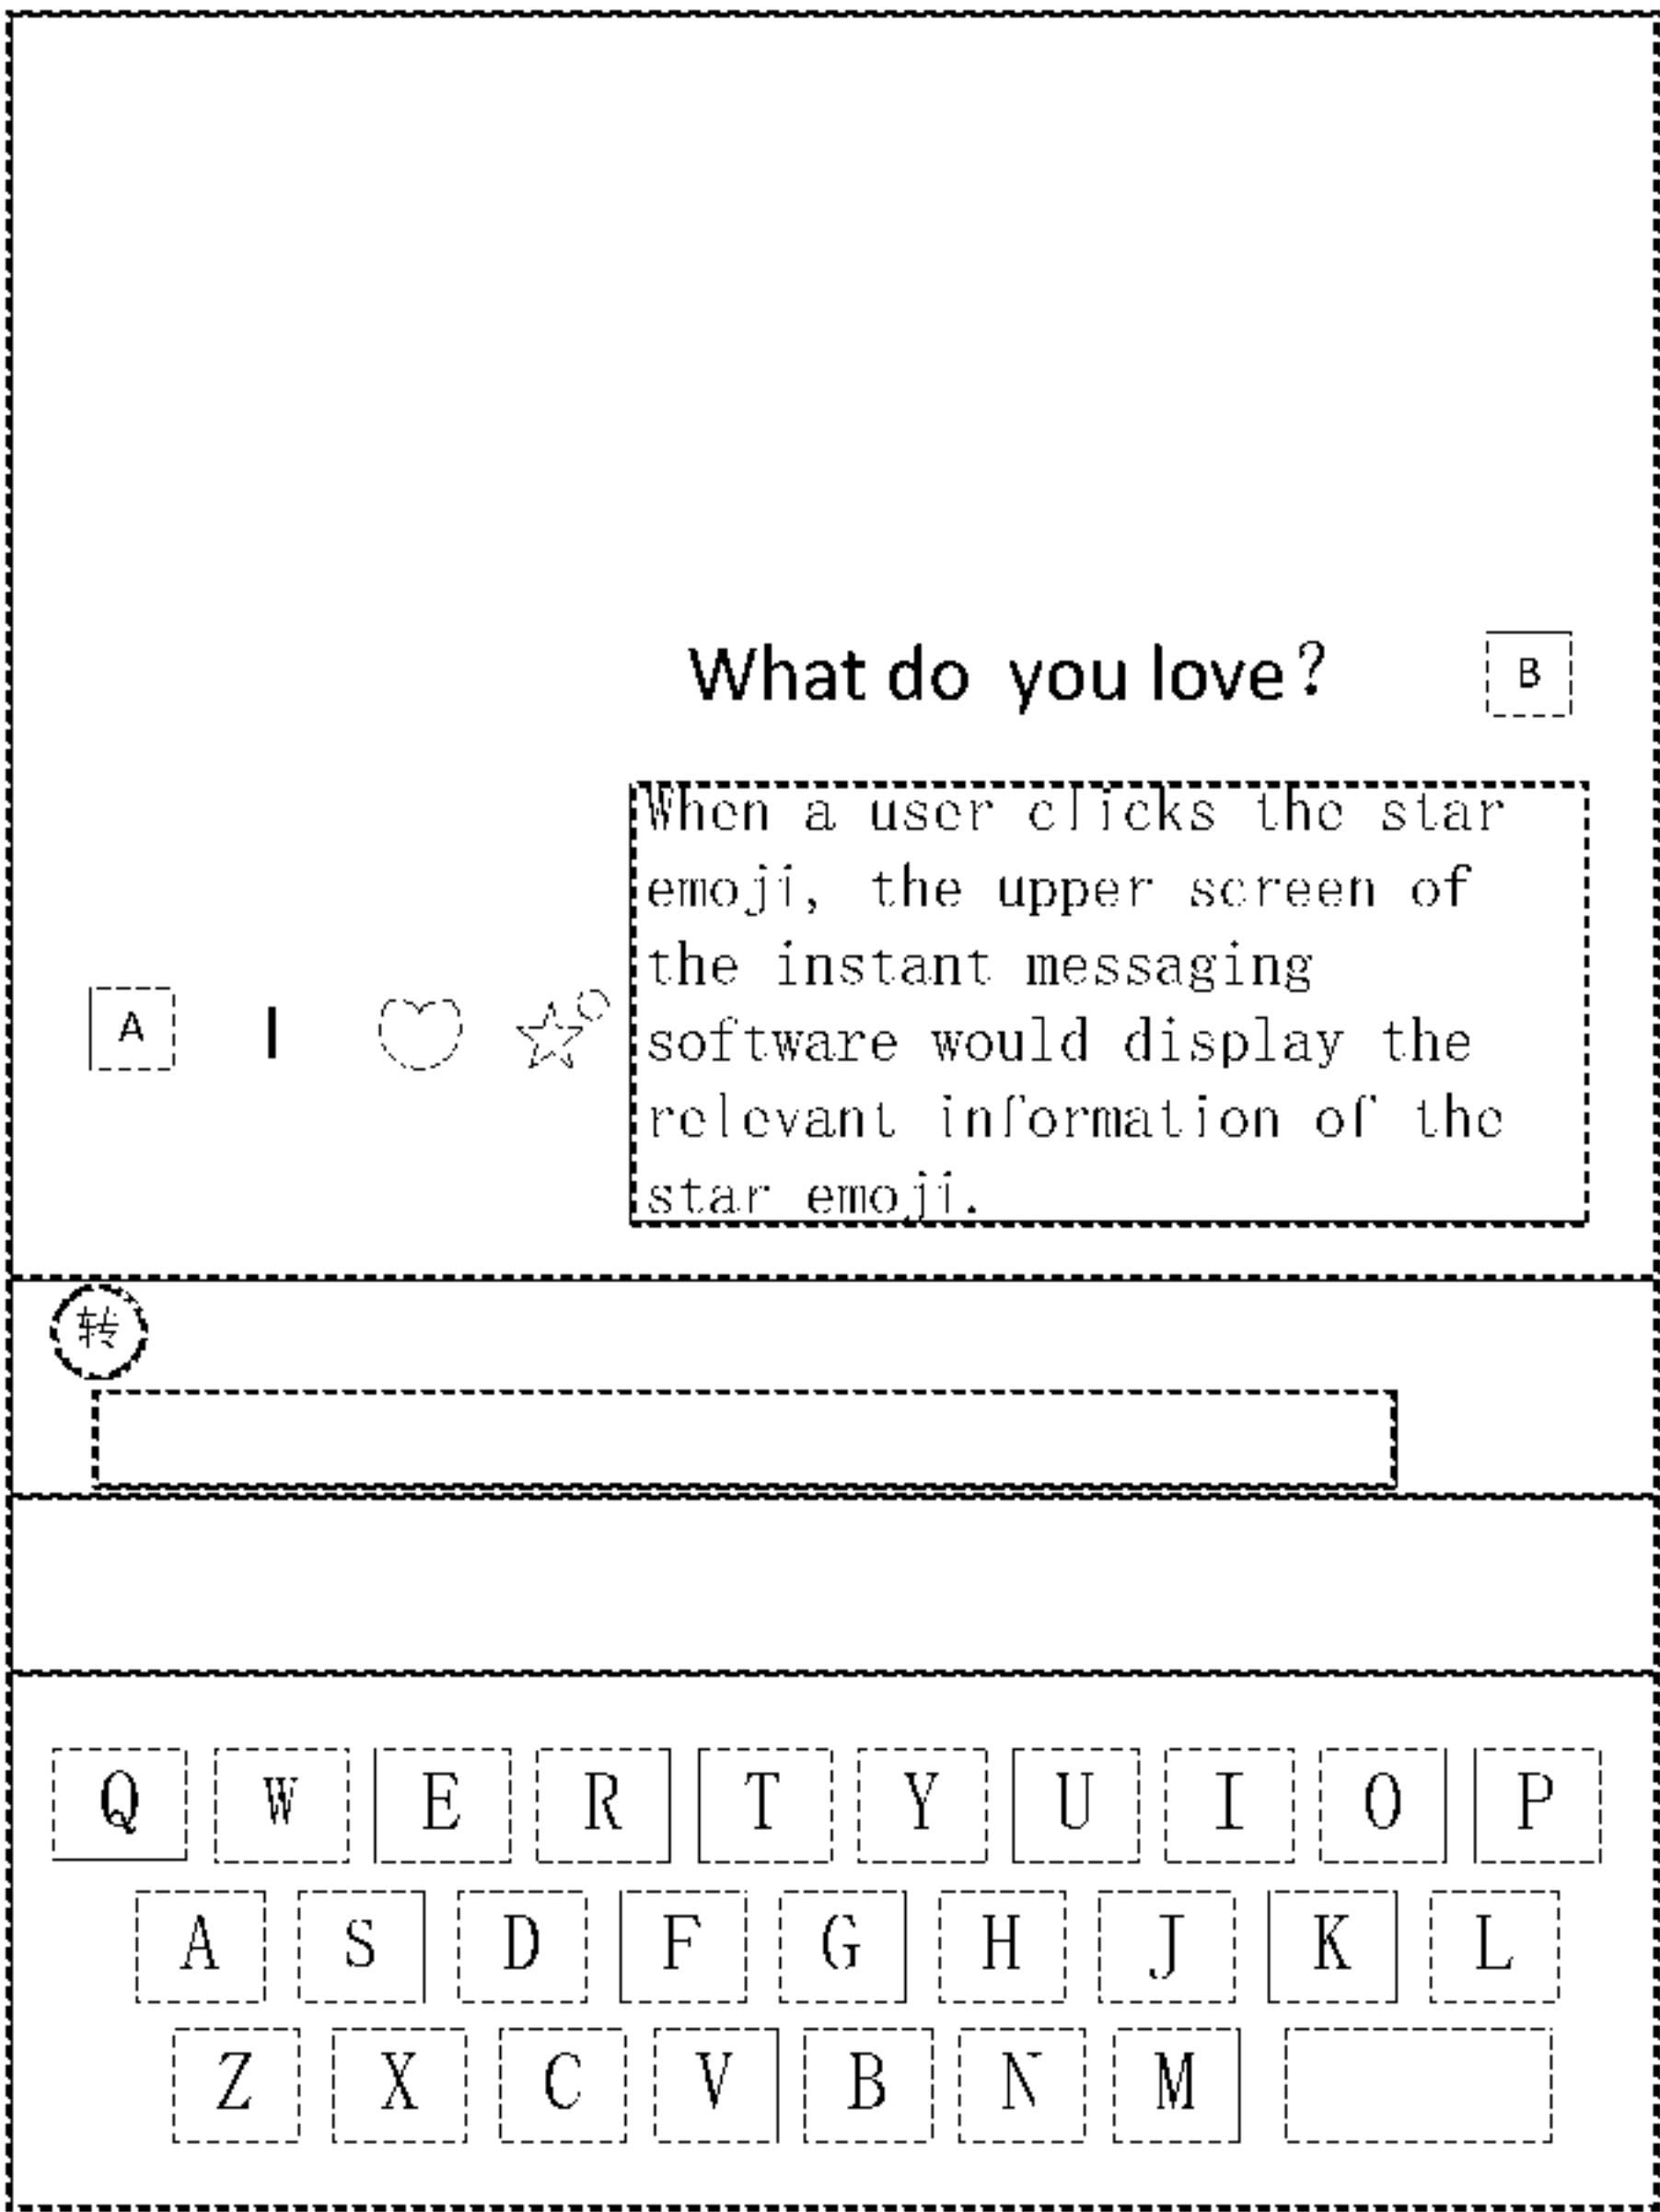 What do you love? B
When a user clicks the star
emoji, the upper screen of
the instant messaging
A I software would display the
relevant information of the
star emoji.
转
Q W E R T Y U I O P
A S D F G H J K L
Z X C V B N M